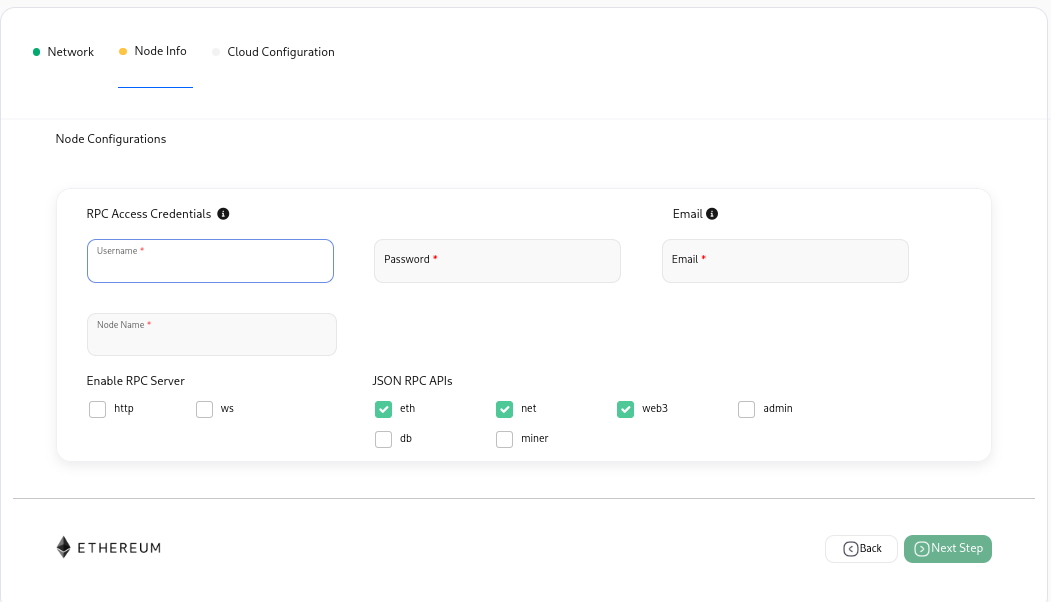 Network Node Info Cloud Configuration
Node Configurations
RPC Access Credentials Email
Username * Password * Email *
Node Name *
Enable RPC Server JSON RPC APIs
http ws eth net web3 admin
db miner
ETHEREUM Back Next Step